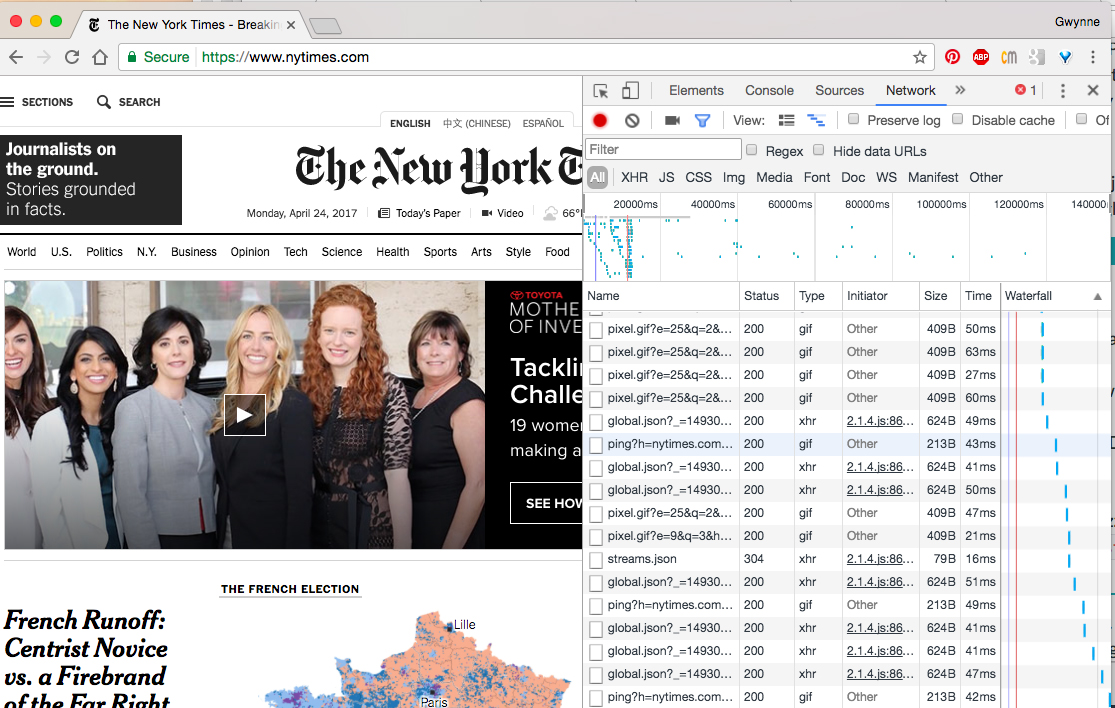 The New York Times - Breakin
Gwynne
Secure https://www.nytimes.com
ABP
cm
SECTIONS SEARCH
ENGLISH 中文 (CHINESE) ESPAÑOL
Journalists on
the ground.
Stories grounded
in facts.
The New York T
Monday, April 24, 2017 Today's Paper Video 66°
World U.S. Politics N.Y. Business Opinion Tech Science Health Sports Arts Style Food
TOYOTA
MOTHE
OF INVE
Tacklin
Challe
19 wome
making a
SEE HOW
THE FRENCH ELECTION
French Runoff:
Centrist Novice
vs. a Firebrand
of the Far Right
Lille
Paris
Elements Console Sources Network » 1
View: Preserve log Disable cache Of
Filter Regex Hide data URLs
All XHR JS CSS Img Media Font Doc WS Manifest Other
20000ms 40000ms 60000ms 80000ms 100000ms 120000ms 140000
Name Status Type Initiator Size Time Waterfall
pixel.gif?e=25&q=2&... 200 gif Other 409B 50ms
pixel.gif?e=25&q=2&... 200 gif Other 409B 63ms
pixel.gif?e=25&q=2&... 200 gif Other 409B 27ms
pixel.gif?e=25&q=2&... 200 gif Other 409B 60ms
global.json?_=14930... 200 xhr 2.1.4.js:86... 624B 49ms
ping?h=nytimes.com... 200 gif Other 213B 43ms
global.json?_=14930... 200 xhr 2.1.4.js:86... 624B 41ms
global.json?_=14930... 200 xhr 2.1.4.js:86... 624B 50ms
pixel.gif?e=25&q=2&... 200 gif Other 409B 47ms
pixel.gif?e=9&q=3&h... 200 gif Other 409B 21ms
streams.json 304 xhr 2.1.4.js:86... 79B 16ms
global.json?_=14930... 200 xhr 2.1.4.js:86... 624B 51ms
ping?h=nytimes.com... 200 gif Other 213B 49ms
global.json?_=14930... 200 xhr 2.1.4.js:86... 624B 41ms
global.json?_=14930... 200 xhr 2.1.4.js:86... 624B 41ms
global.json?_=14930... 200 xhr 2.1.4.js:86... 624B 47ms
ping?h=nytimes.com... 200 gif Other 213B 42ms